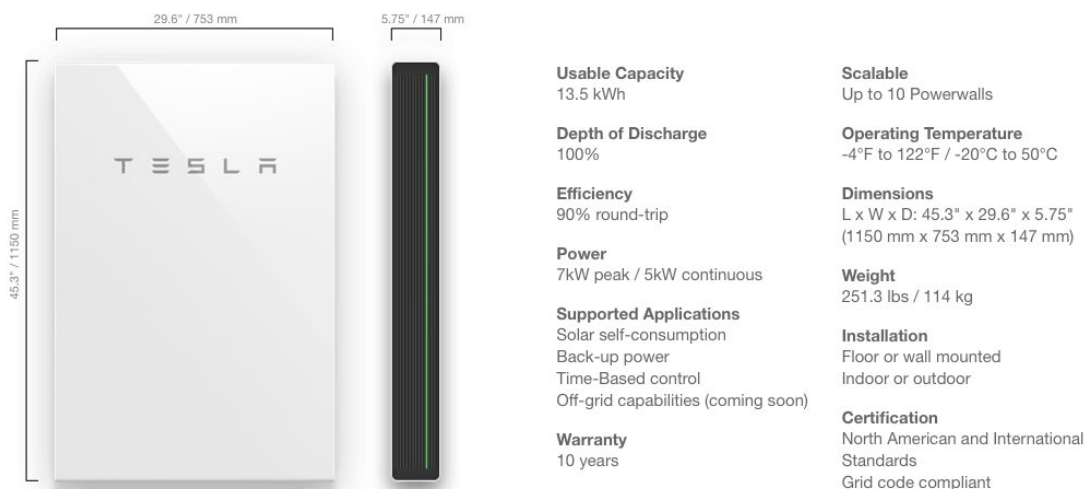 29.6" / 753 mm
5.75" / 147 mm
45.3" / 1150 mm
TESLA
Usable Capacity
13.5 kWh
Depth of Discharge
100%
Efficiency
90% round-trip
Power
7kW peak / 5kW continuous
Supported Applications
Solar self-consumption
Back-up power
Time-Based control
Off-grid capabilities (coming soon)
Warranty
10 years
Scalable
Up to 10 Powerwalls
Operating Temperature
-4°F to 122°F / -20°C to 50°C
Dimensions
L x W x D: 45.3" x 29.6" x 5.75"
(1150 mm x 753 mm x 147 mm)
Weight
251.3 lbs / 114 kg
Installation
Floor or wall mounted
Indoor or outdoor
Certification
North American and International
Standards
Grid code compliant